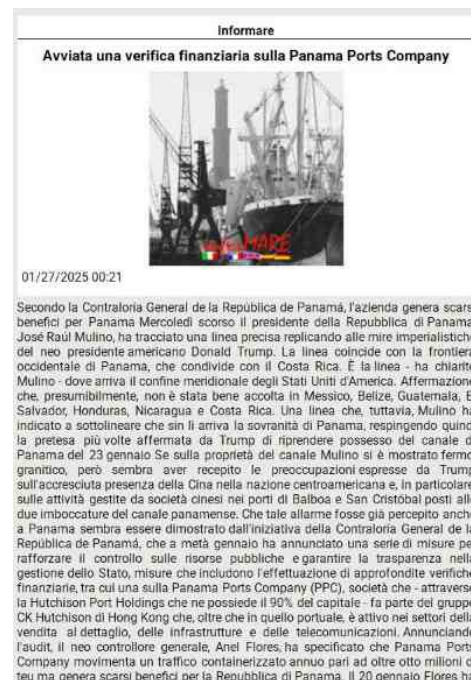 Informare
Avviata una verifica finanziaria sulla Panama Ports Company
inforMARE
01/27/2025 00:21
Secondo la Contraloría General de la República de Panamá, l'azienda genera scarsi
benefici per Panama Mercoledì scorso il presidente della Repubblica di Panama,
José Raúl Mulino, ha tracciato una linea precisa replicando alle mire imperialistiche
del neo presidente americano Donald Trump. La linea coincide con la frontiera
occidentale di Panama, che condivide con il Costa Rica. È la linea - ha chiarito
Mulino - dove arriva il confine meridionale degli Stati Uniti d'America. Affermazione
che, presumibilmente, non è stata bene accolta in Messico, Belize, Guatemala, El
Salvador, Honduras, Nicaragua e Costa Rica. Una linea che, tuttavia, Mulino ha
indicato a sottolineare che sin lì arriva la sovranità di Panama, respingendo quindi
la pretesa più volte affermata da Trump di riprendere possesso del canale di
Panama del 23 gennaio Se sulla proprietà del canale Mulino si è mostrato fermo,
granitico, però sembra aver recepito le preoccupazioni espresse da Trump
sull'accresciuta presenza della Cina nella nazione centroamericana e, in particolare,
sulle attività gestite da società cinesi nei porti di Balboa e San Cristóbal posti alle
due imboccature del canale panamense. Che tale allarme fosse già percepito anche
a Panama sembra essere dimostrato dall'iniziativa della Contraloría General de la
República de Panamá, che a metà gennaio ha annunciato una serie di misure per
rafforzare il controllo sulle risorse pubbliche e garantire la trasparenza nella
gestione dello Stato, misure che includono l'effettuazione di approfondite verifiche
finanziarie, tra cui una sulla Panama Ports Company (PPC), società che - attraverso
la Hutchison Port Holdings che ne possiede il 90% del capitale - fa parte del gruppo
CK Hutchison di Hong Kong che, oltre che in quello portuale, è attivo nei settori della
vendita al dettaglio, delle infrastrutture e delle telecomunicazioni. Annunciando
l'audit, il neo controllore generale, Anel Flores, ha specificato che Panama Ports
Company movimenta un traffico containerizzato annuo pari ad oltre otto milioni di
teu ma genera scarsi benefici per la Repubblica di Panama. Il 20 gennaio Flores ha